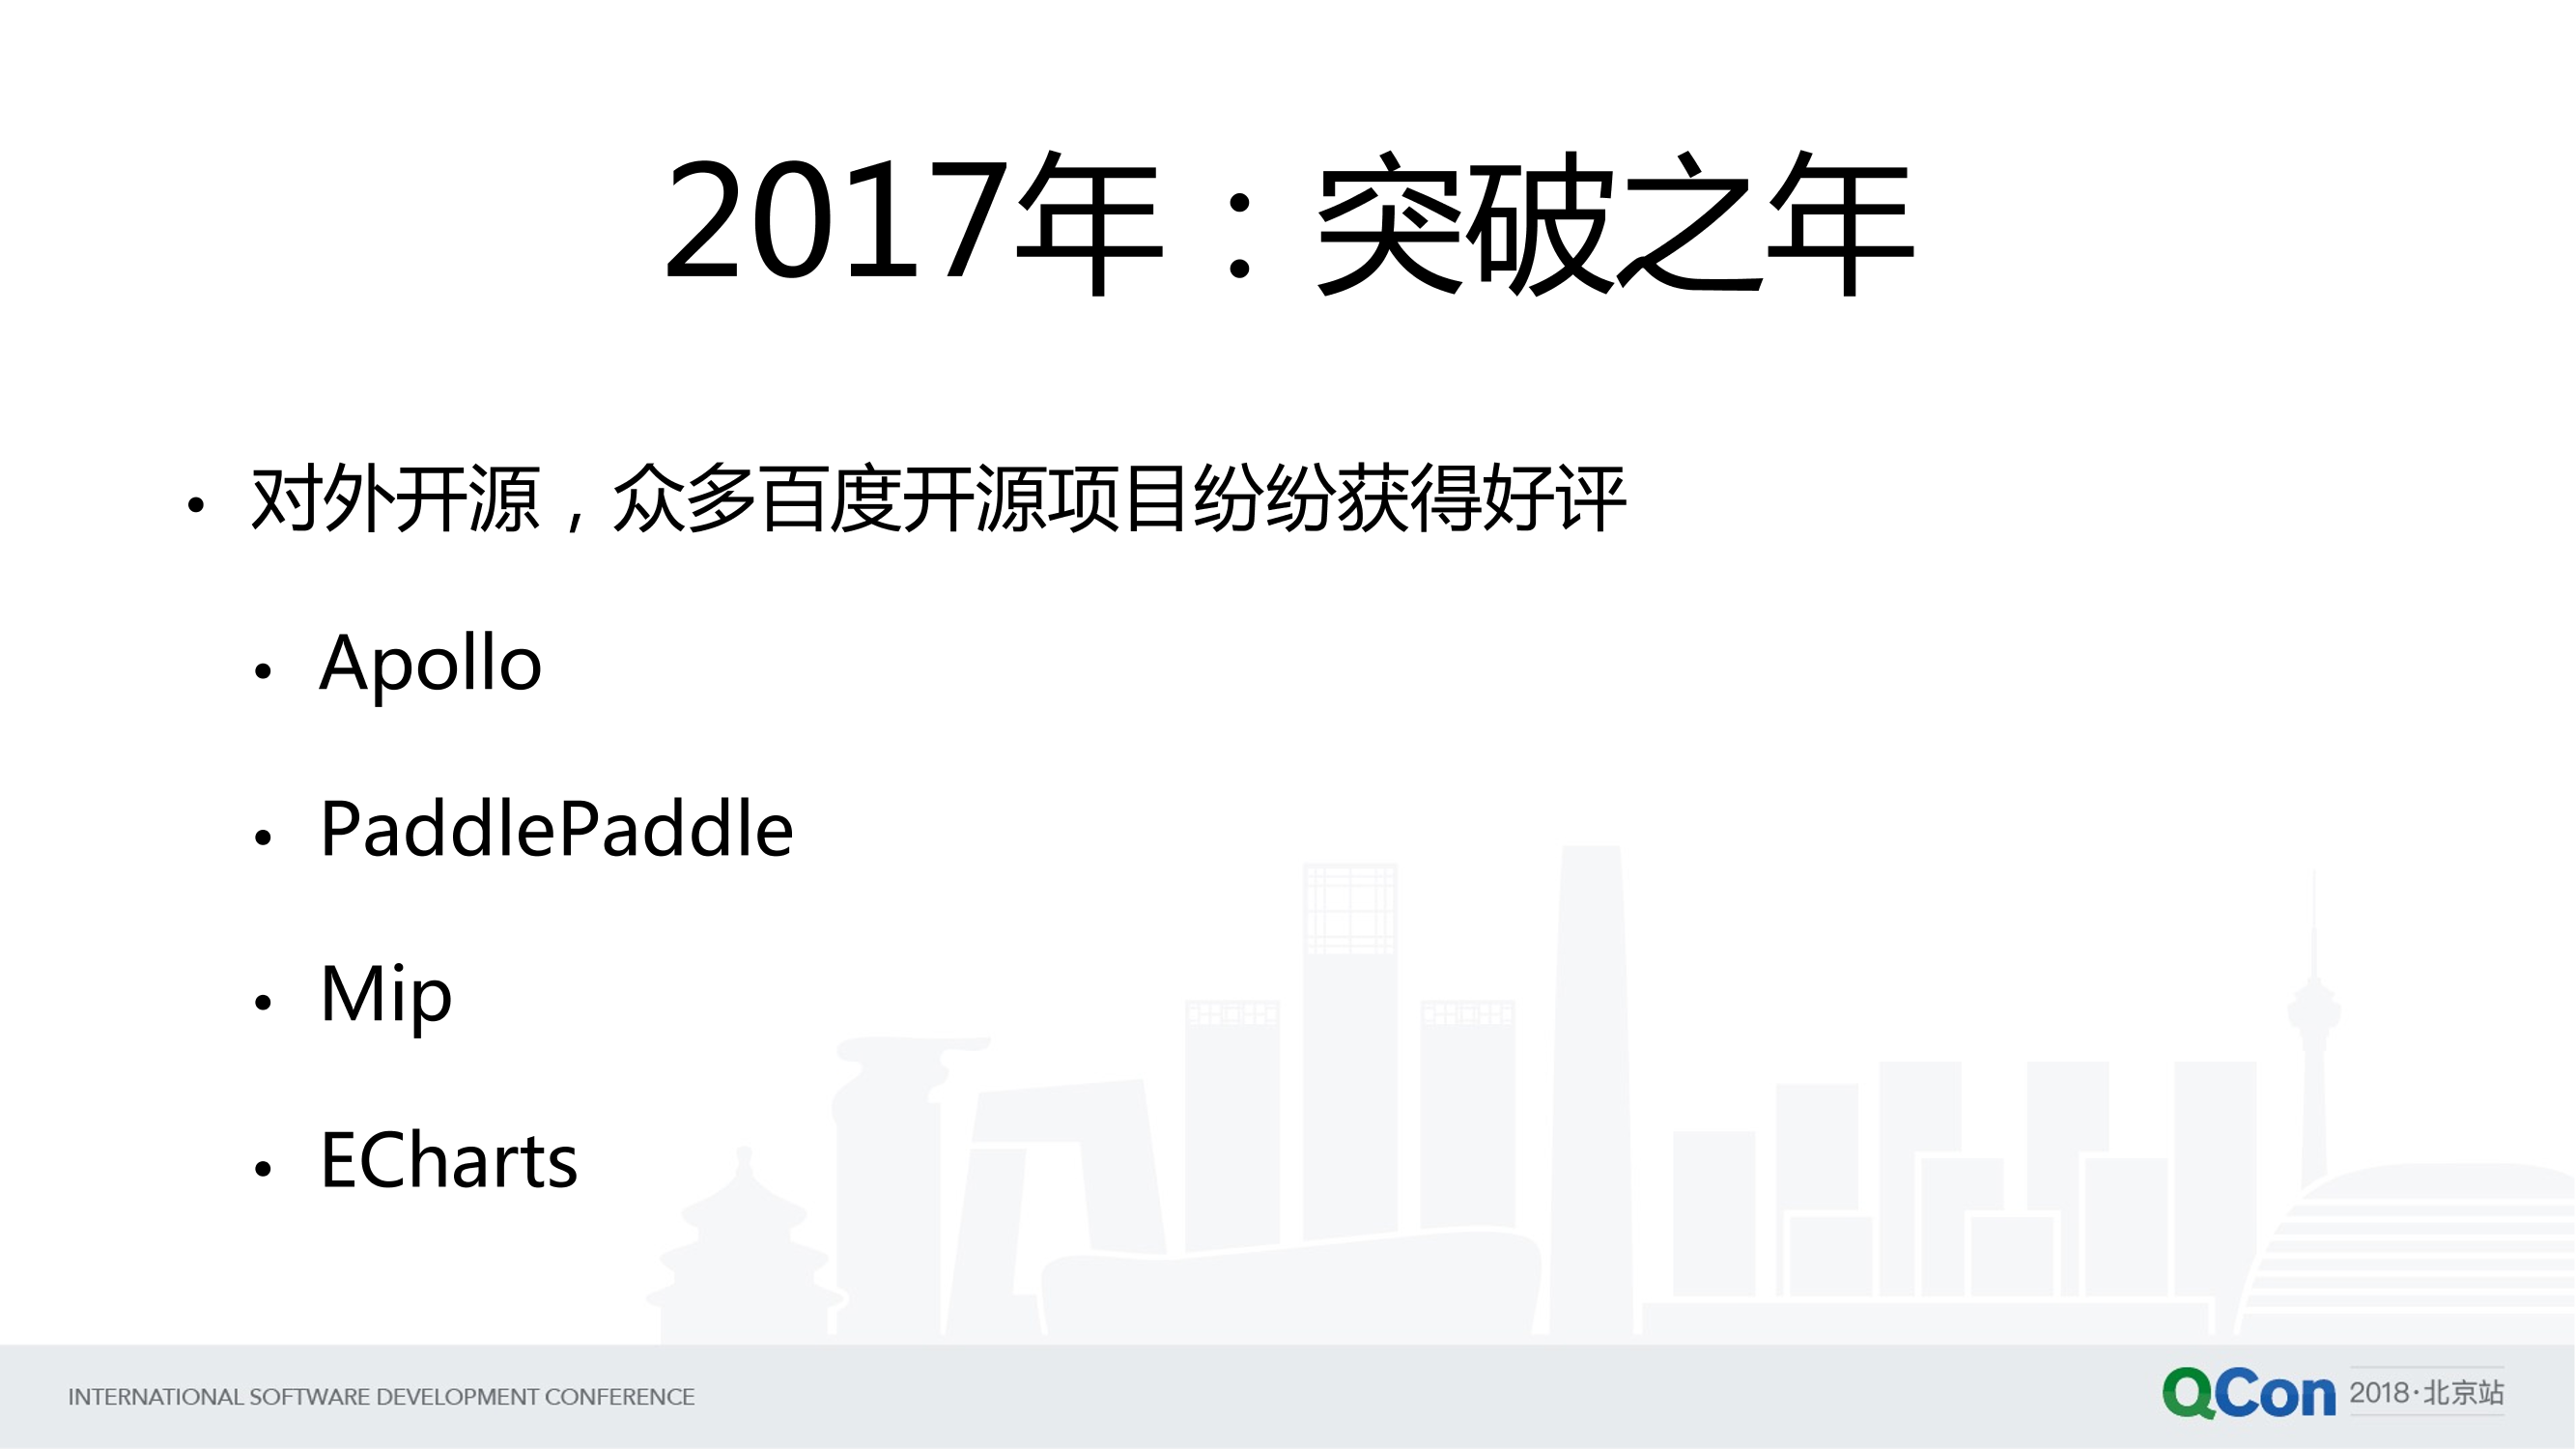 2017年：突破之年
• 对外开源，众多百度开源项目纷纷获得好评
• Apollo
• PaddlePaddle
• Mip
• ECharts
INTERNATIONAL SOFTWARE DEVELOPMENT CONFERENCE
QCon 2018·北京站